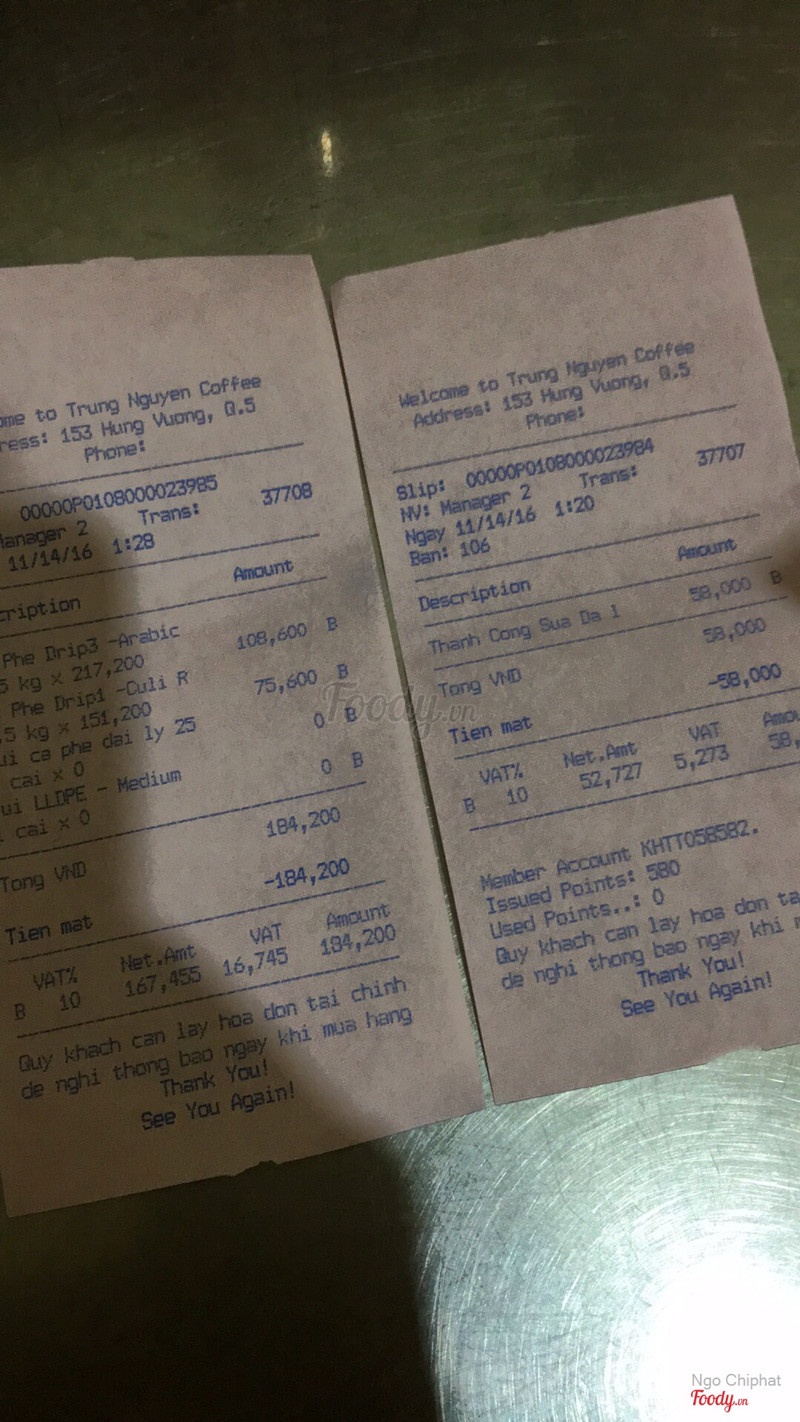 ome to Trung Nguyen Coffee
ress: 153 Hung Vuong, Q.5
Phone:
00000P0108000023985
anager 2 Trans: 37708
11/14/16 1:28
cription Amount
Phe Drip3 -Arabic 108,600 B
5 kg x 217,200
Phe Drip1 -Culi R 75,600 B
.5 kg x 151,200
ui ca phe dai ly 25 0 B
cai x 0
ui LLDPE - Medium 0 B
cai x 0
184,200
Tong VND
-184,200
Tien mat
VAT% Net.Amt VAT Amount
B 10 167,455 16,745 184,200
Quy khach can lay hoa don tai chinh
de nghi thong bao ngay khi mua hang
Thank You!
See You Again!
Welcome to Trung Nguyen Coffee
Address: 153 Hung Vuong, Q.5
Phone:
Slip: 00000P0108000023984
NV: Manager 2 Trans: 37707
Ngay 11/14/16 1:20
Ban: 106
Description Amount
Thanh Cong Sua Da 1 58,000 B
58,000
Tong VND
-58,000
Tien mat
VAT% Net.Amt VAT Amou
B 10 52,727 5,273 58,
Member Account KHTT058582.
Issued Points: 580
Used Points..: 0
Quy khach can lay hoa don ta
de nghi thong bao ngay khi
Thank You!
See You Again!
Foody.vn
Ngo Chiphat
Foody.vn